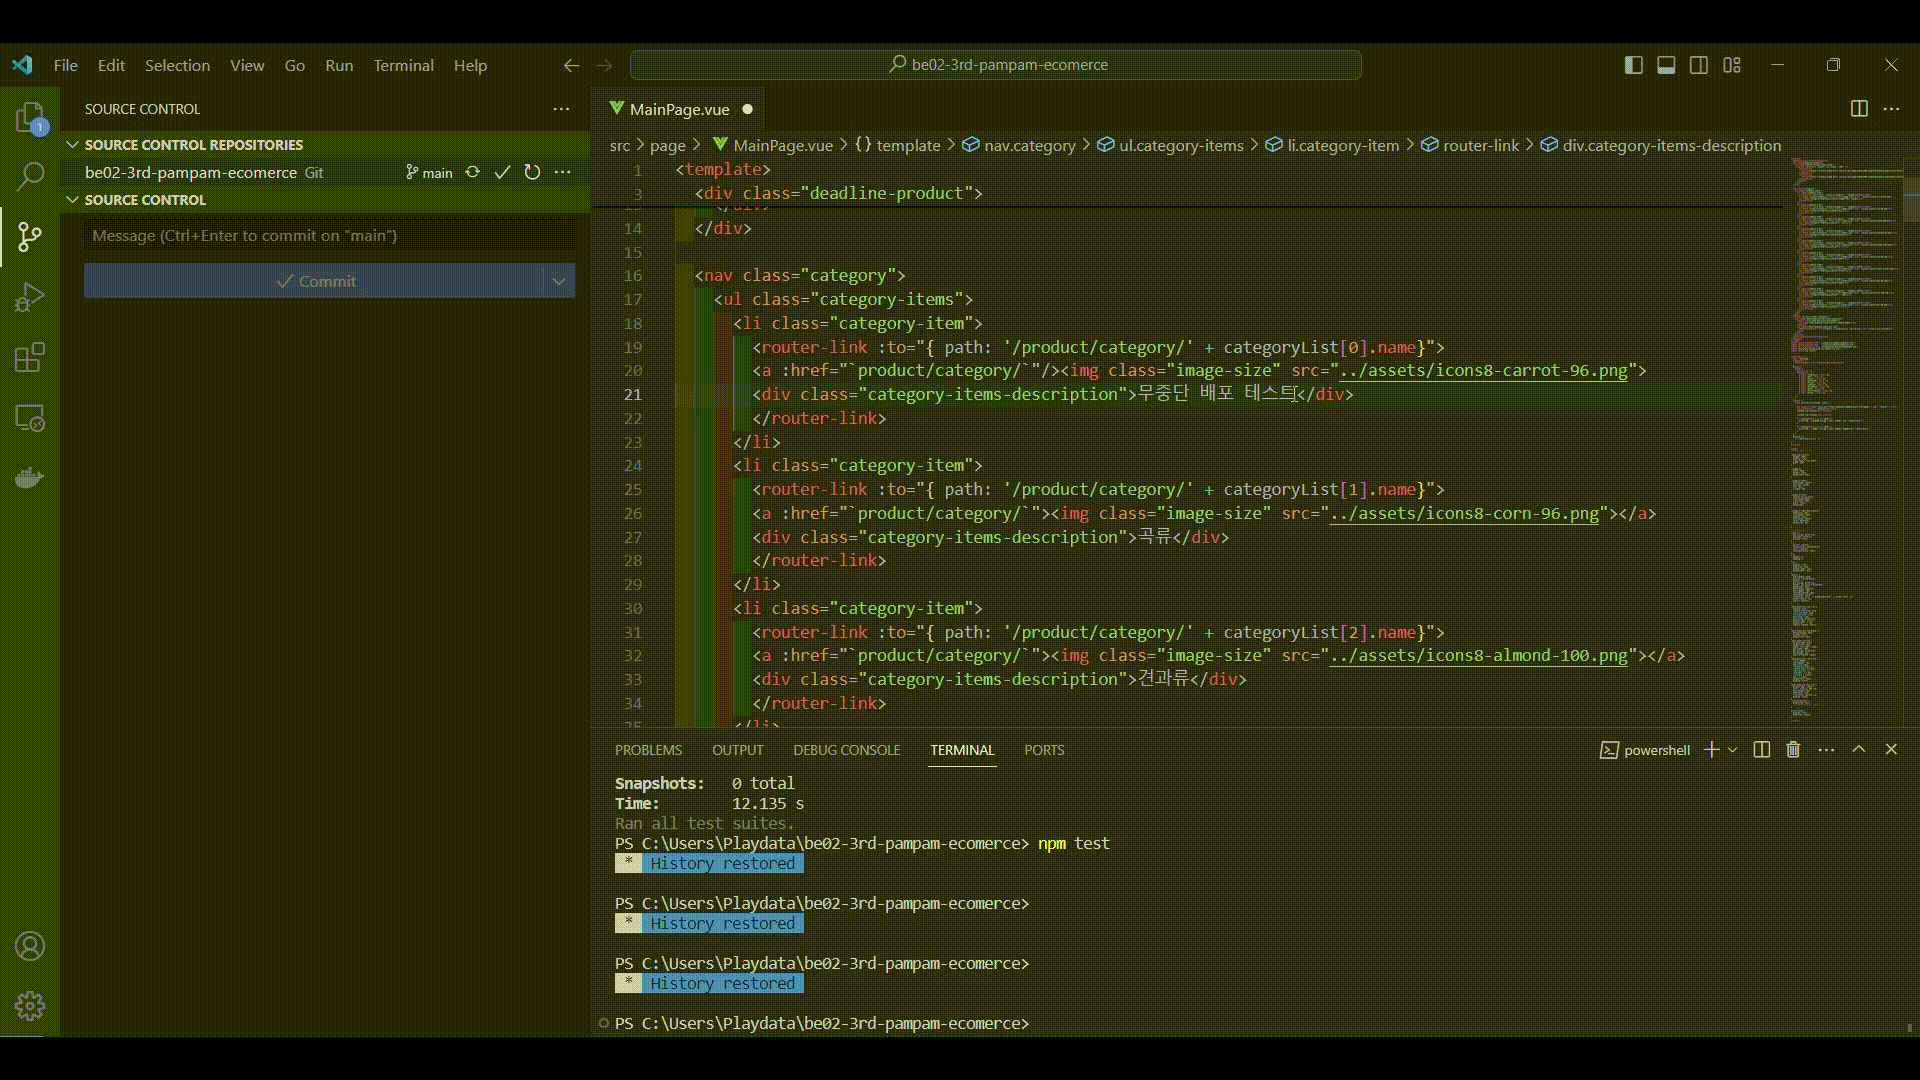 File Edit Selection View Go Run Terminal Help
be02-3rd-pampam-ecomerce
SOURCE CONTROL
SOURCE CONTROL REPOSITORIES
be02-3rd-pampam-ecomerce Git main
SOURCE CONTROL
Message (Ctrl+Enter to commit on "main")
Commit
1
MainPage.vue
src > page > MainPage.vue > {} template > nav.category > ul.category-items > li.category-item > router-link > div.category-items-description
1 <template>
3 <div class="deadline-product">
14 </div>
15
16 <nav class="category">
17 <ul class="category-items">
18 <li class="category-item">
19 <router-link :to="{ path: '/product/category/' + categoryList[0].name}">
20 <a :href="`product/category/`"/><img class="image-size" src="../assets/icons8-carrot-96.png">
21 <div class="category-items-description">무중단 배포 테스트</div>
22 </router-link>
23 </li>
24 <li class="category-item">
25 <router-link :to="{ path: '/product/category/' + categoryList[1].name}">
26 <a :href="`product/category/`"><img class="image-size" src="../assets/icons8-corn-96.png"></a>
27 <div class="category-items-description">곡류</div>
28 </router-link>
29 </li>
30 <li class="category-item">
31 <router-link :to="{ path: '/product/category/' + categoryList[2].name}">
32 <a :href="`product/category/`"><img class="image-size" src="../assets/icons8-almond-100.png"></a>
33 <div class="category-items-description">견과류</div>
34 </router-link>
35 </li>
PROBLEMS OUTPUT DEBUG CONSOLE TERMINAL PORTS
powershell
Snapshots: 0 total
Time: 12.135 s
Ran all test suites.
PS C:\Users\Playdata\be02-3rd-pampam-ecomerce> npm test
* History restored
PS C:\Users\Playdata\be02-3rd-pampam-ecomerce>
* History restored
PS C:\Users\Playdata\be02-3rd-pampam-ecomerce>
* History restored
PS C:\Users\Playdata\be02-3rd-pampam-ecomerce>